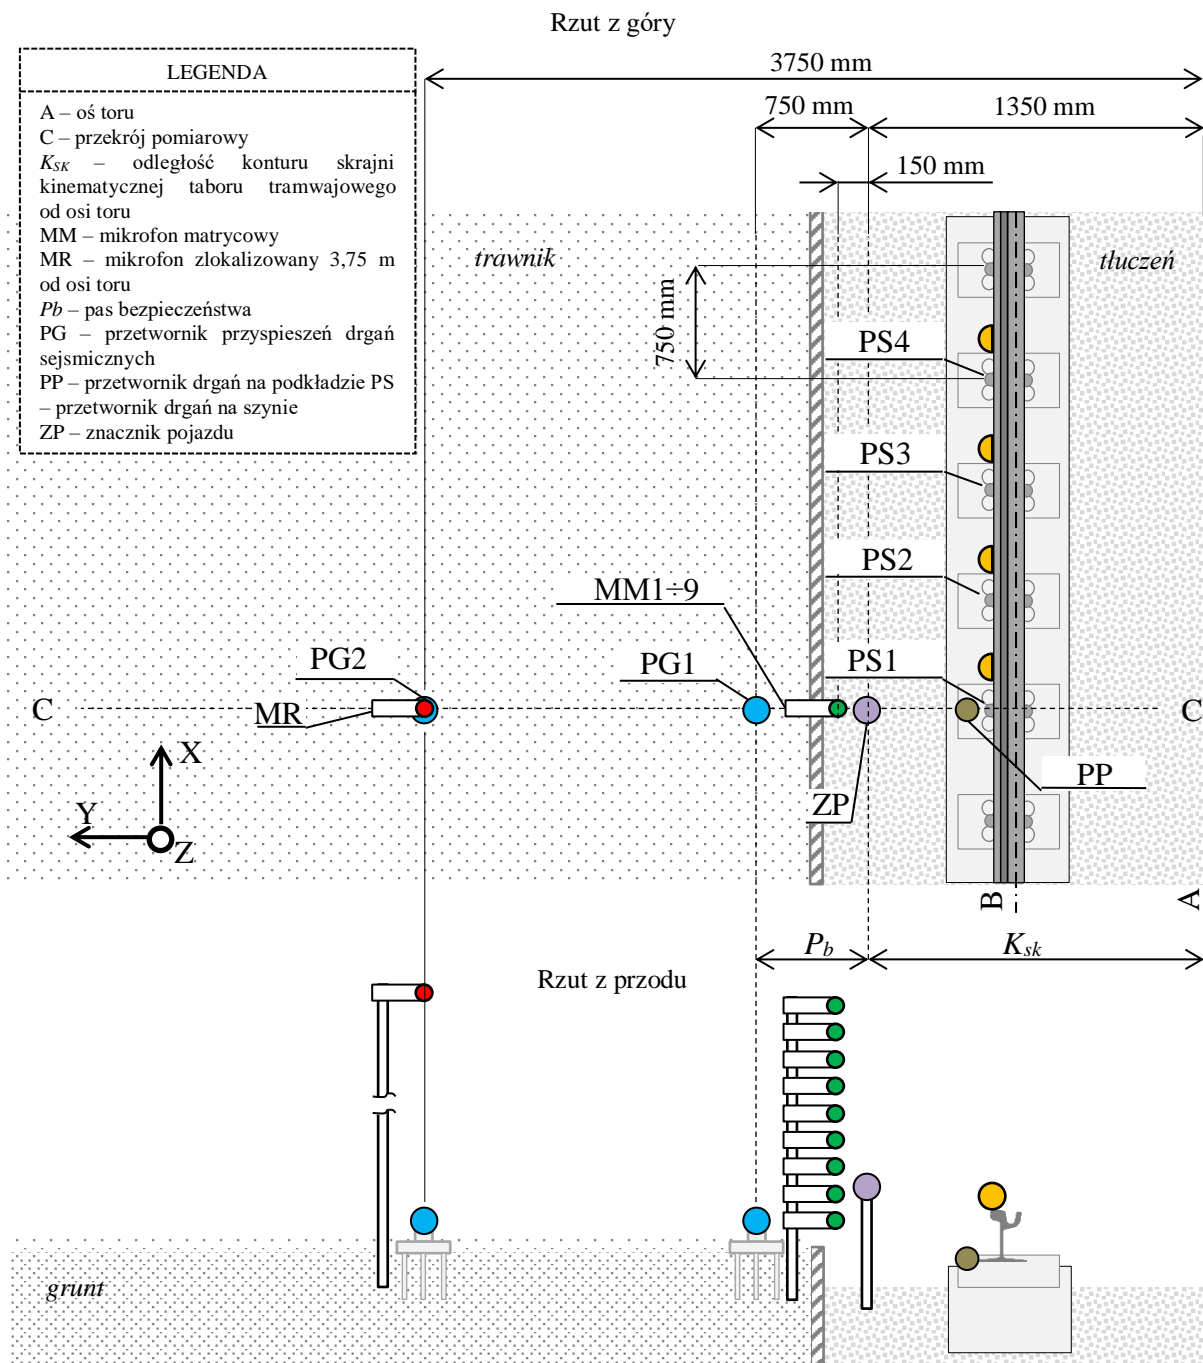 Rzut z góry
3750 mm
LEGENDA
A – oś toru
C – przekrój pomiarowy
KSK – odległość konturu skrajni
kinematycznej taboru tramwajowego
od osi toru
MM – mikrofon matrycowy
MR – mikrofon zlokalizowany 3,75 m
od osi toru
Pb – pas bezpieczeństwa
PG – przetwornik przyspieszeń drgań
sejsmicznych
PP – przetwornik drgań na podkładzie PS
– przetwornik drgań na szynie
ZP – znacznik pojazdu
750 mm
1350 mm
150 mm
trawnik
tłuczeń
750 mm
PS4
PS3
PS2
MM1÷9
PG2
PG1
PS1
C
MR
C
X
PP
Y
ZP
Z
B
A
Pb
Ksk
Rzut z przodu
grunt